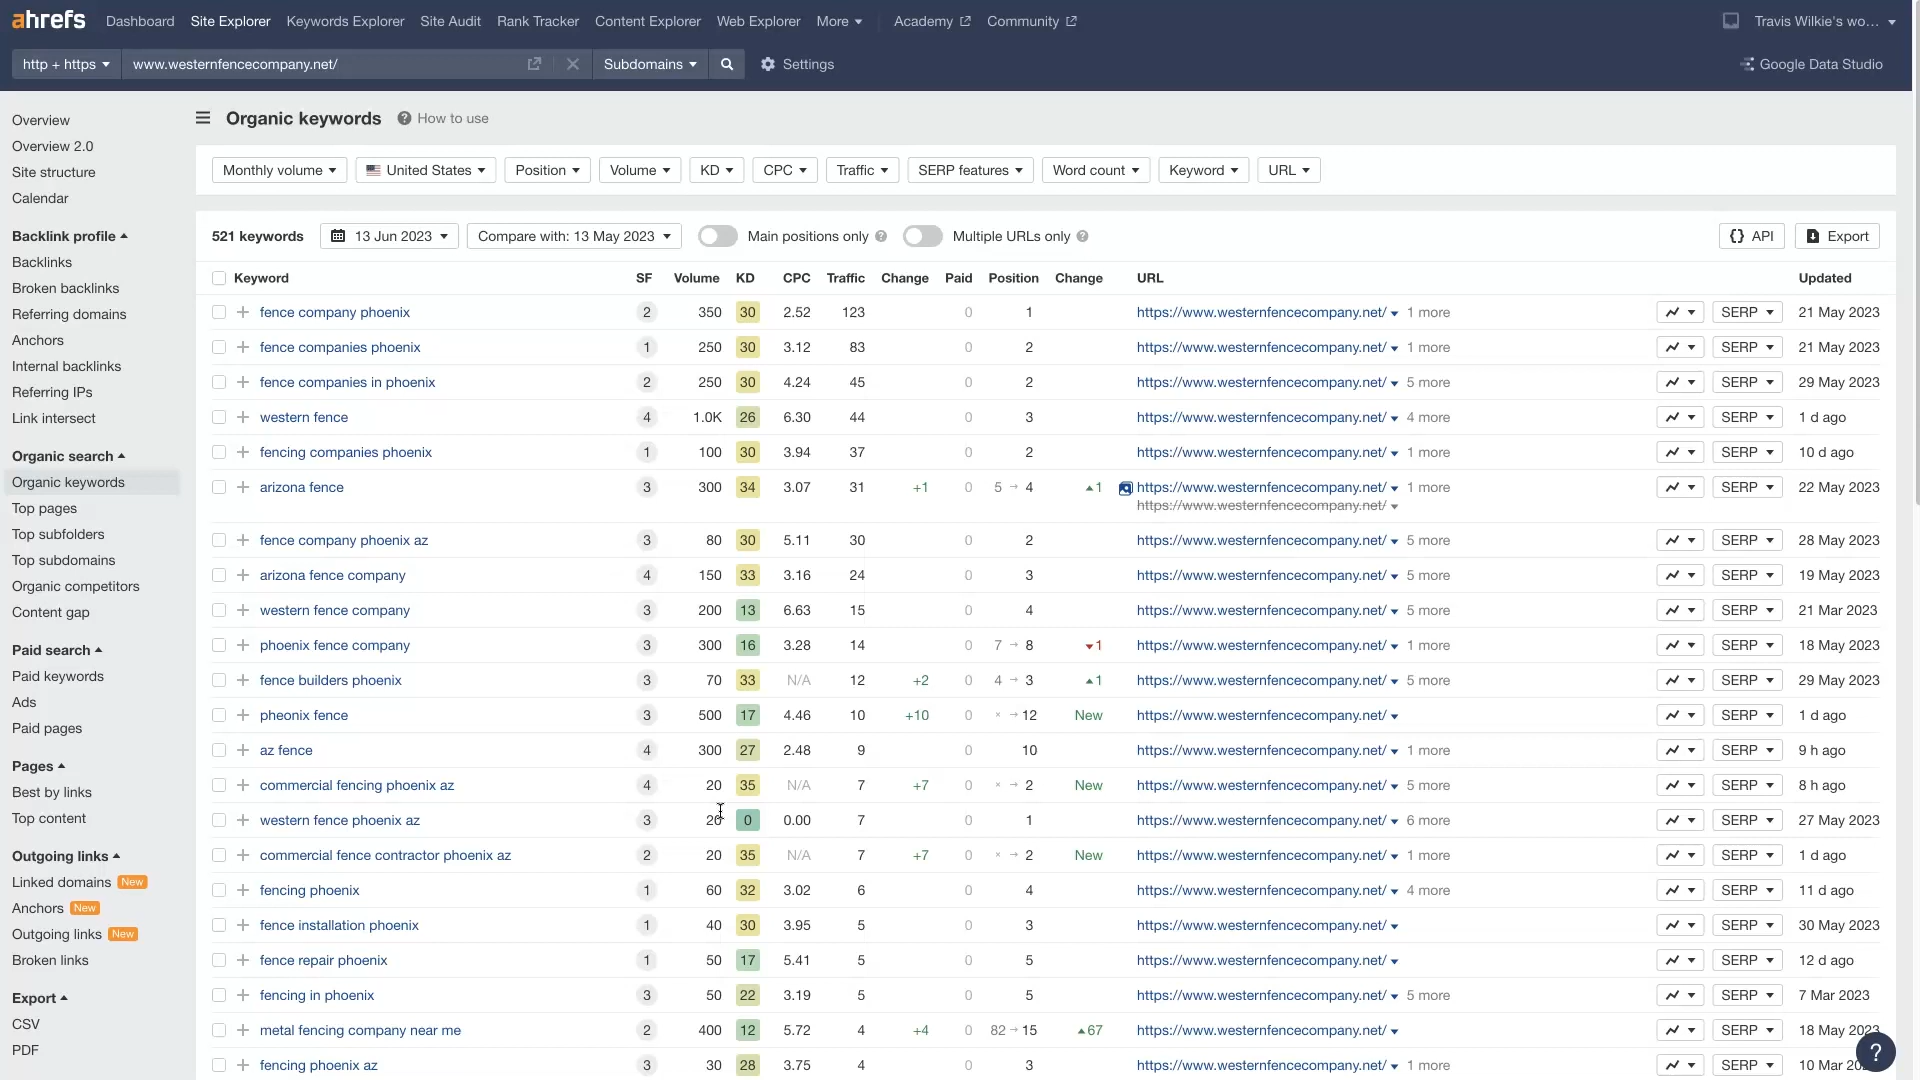 ahrefs Dashboard Site Explorer Keywords Explorer Site Audit Rank Tracker Content Explorer Web Explorer More Academy Community Travis Wilkie's wo...
http + https www.westernfencecompany.net/ Subdomains Settings Google Data Studio
Overview
Overview 2.0
Site structure
Calendar
Backlink profile
Backlinks
Broken backlinks
Referring domains
Anchors
Internal backlinks
Referring IPs
Link intersect
Organic search
Organic keywords
Top pages
Top subfolders
Top subdomains
Organic competitors
Content gap
Paid search
Paid keywords
Ads
Paid pages
Pages
Best by links
Top content
Outgoing links
Linked domains New
Anchors New
Outgoing links New
Broken links
Export
CSV
PDF
Organic keywords ? How to use
Monthly volume United States Position Volume KD CPC Traffic SERP features Word count Keyword URL
521 keywords 13 Jun 2023 Compare with: 13 May 2023 Main positions only ? Multiple URLs only ? {} API Export
Keyword SF Volume KD CPC Traffic Change Paid Position Change URL Updated
fence company phoenix 2 350 30 2.52 123 0 1 https://www.westernfencecompany.net/ 1 more SERP 21 May 2023
fence companies phoenix 1 250 30 3.12 83 0 2 https://www.westernfencecompany.net/ 1 more SERP 21 May 2023
fence companies in phoenix 2 250 30 4.24 45 0 2 https://www.westernfencecompany.net/ 5 more SERP 29 May 2023
western fence 4 1.0K 26 6.30 44 0 3 https://www.westernfencecompany.net/ 4 more SERP 1 d ago
fencing companies phoenix 1 100 30 3.94 37 0 2 https://www.westernfencecompany.net/ 1 more SERP 10 d ago
arizona fence 3 300 34 3.07 31 +1 0 5 → 4 ▲1 https://www.westernfencecompany.net/ 1 more SERP 22 May 2023
https://www.westernfencecompany.net/
fence company phoenix az 3 80 30 5.11 30 0 2 https://www.westernfencecompany.net/ 5 more SERP 28 May 2023
arizona fence company 4 150 33 3.16 24 0 3 https://www.westernfencecompany.net/ 5 more SERP 19 May 2023
western fence company 3 200 13 6.63 15 0 4 https://www.westernfencecompany.net/ 5 more SERP 21 Mar 2023
phoenix fence company 3 300 16 3.28 14 0 7 → 8 ▼1 https://www.westernfencecompany.net/ 1 more SERP 18 May 2023
fence builders phoenix 3 70 33 N/A 12 +2 0 4 → 3 ▲1 https://www.westernfencecompany.net/ 5 more SERP 29 May 2023
pheonix fence 3 500 17 4.46 10 +10 0 × → 12 New https://www.westernfencecompany.net/ SERP 1 d ago
az fence 4 300 27 2.48 9 0 10 https://www.westernfencecompany.net/ 1 more SERP 9 h ago
commercial fencing phoenix az 4 20 35 N/A 7 +7 0 × → 2 New https://www.westernfencecompany.net/ 5 more SERP 8 h ago
western fence phoenix az 3 20 0 0.00 7 0 1 https://www.westernfencecompany.net/ 6 more SERP 27 May 2023
commercial fence contractor phoenix az 2 20 35 N/A 7 +7 0 × → 2 New https://www.westernfencecompany.net/ 1 more SERP 1 d ago
fencing phoenix 1 60 32 3.02 6 0 4 https://www.westernfencecompany.net/ 4 more SERP 11 d ago
fence installation phoenix 1 40 30 3.95 5 0 3 https://www.westernfencecompany.net/ SERP 30 May 2023
fence repair phoenix 1 50 17 5.41 5 0 5 https://www.westernfencecompany.net/ SERP 12 d ago
fencing in phoenix 3 50 22 3.19 5 0 5 https://www.westernfencecompany.net/ 5 more SERP 7 Mar 2023
metal fencing company near me 2 400 12 5.72 4 +4 0 82 → 15 ▲67 https://www.westernfencecompany.net/ SERP 18 May 2023
fencing phoenix az 3 30 28 3.75 4 0 3 https://www.westernfencecompany.net/ 1 more SERP 10 Mar
?